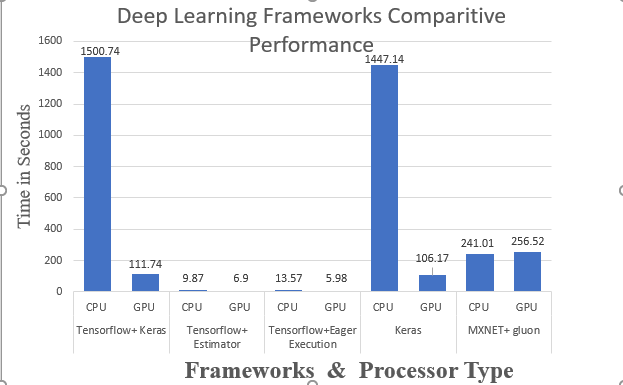 Deep Learning Frameworks Comparitive
Performance
Time in Seconds
1600
1400
1200
1000
800
600
400
200
0
1500.74
111.74
9.87
6.9
13.57
5.98
1447.14
106.17
241.01
256.52
CPU GPU CPU GPU CPU GPU CPU GPU CPU GPU
Tensorflow+ Keras
Tensorflow+
Estimator
Tensorflow+Eager
Execution
Keras
MXNET+ gluon
Frameworks & Processor Type